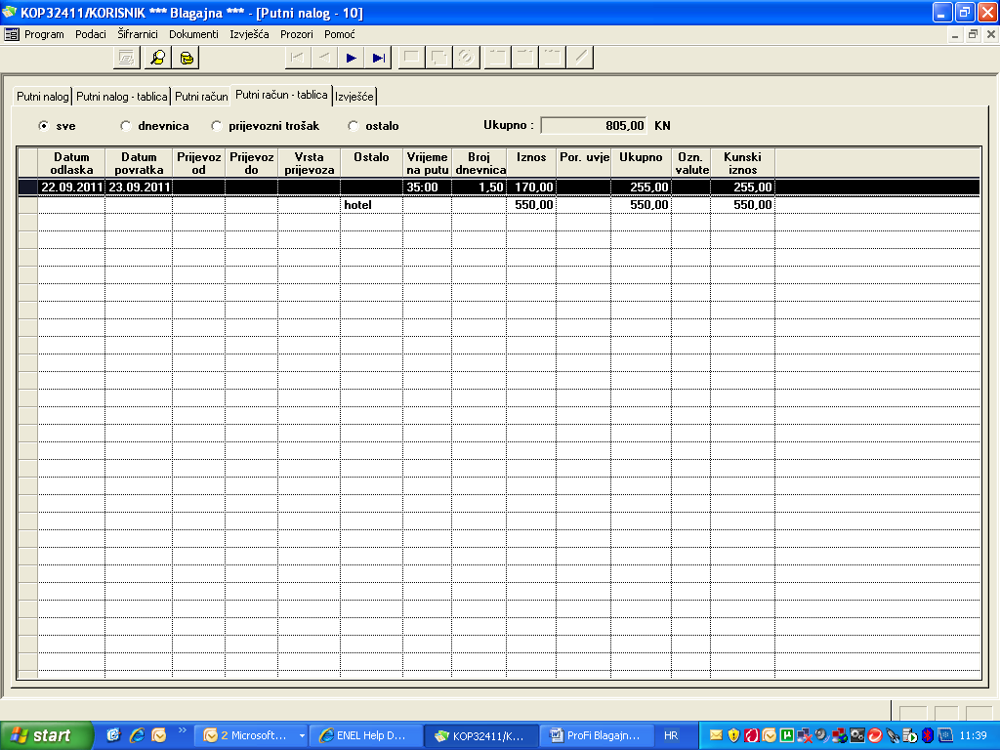 KOP32411/KORISNIK *** Blagajna *** - [Putni nalog - 10]
Program Podaci Šifrarnici Dokumenti Izvješća Prozori Pomoć
Putni nalog Putni nalog - tablica Putni račun Putni račun - tablica Izvješće
sve dnevnica prijevozni trošak ostalo Ukupno : 805,00 KN
Datum odlaska Datum povratka Prijevoz od Prijevoz do Vrsta prijevoza Ostalo Vrijeme na putu Broj dnevnica Iznos Por. uvje Ukupno Ozn. valute Kunski iznos
22.09.2011 23.09.2011 35:00 1,50 170,00 255,00 255,00
hotel 550,00 550,00 550,00
start 2 Microsoft... ENEL Help D... KOP32411/K... ProFi Blagajn... HR 11:39